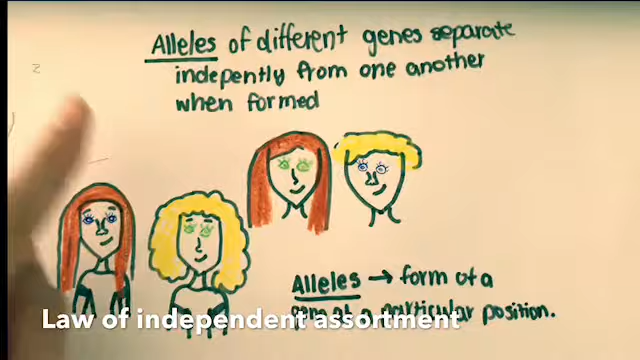 Alleles of different genes separate
indepently from one another
when formed
Alleles → form of a
particular position.
Law of independent assortment